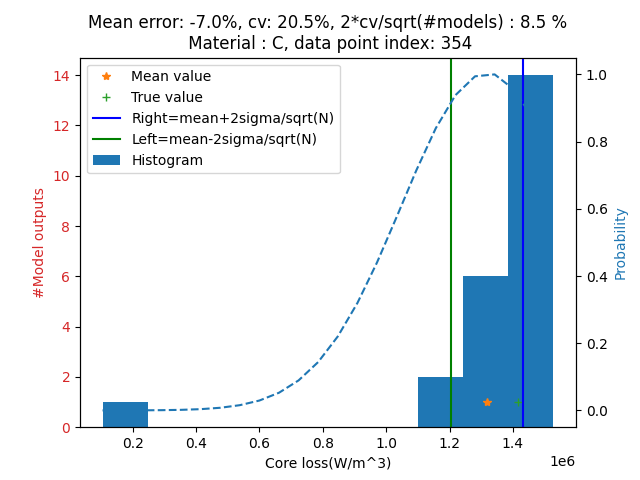 Mean error: -7.0%, cv: 20.5%, 2*cv/sqrt(#models) : 8.5 %
Material : C, data point index: 354
Mean value
True value
Right=mean+2sigma/sqrt(N)
Left=mean-2sigma/sqrt(N)
Histogram
#Model outputs
14
12
10
8
6
4
2
0
1.0
0.8
0.6
0.4
0.2
0.0
Probability
0.2 0.4 0.6 0.8 1.0 1.2 1.4
1e6
Core loss(W/m^3)